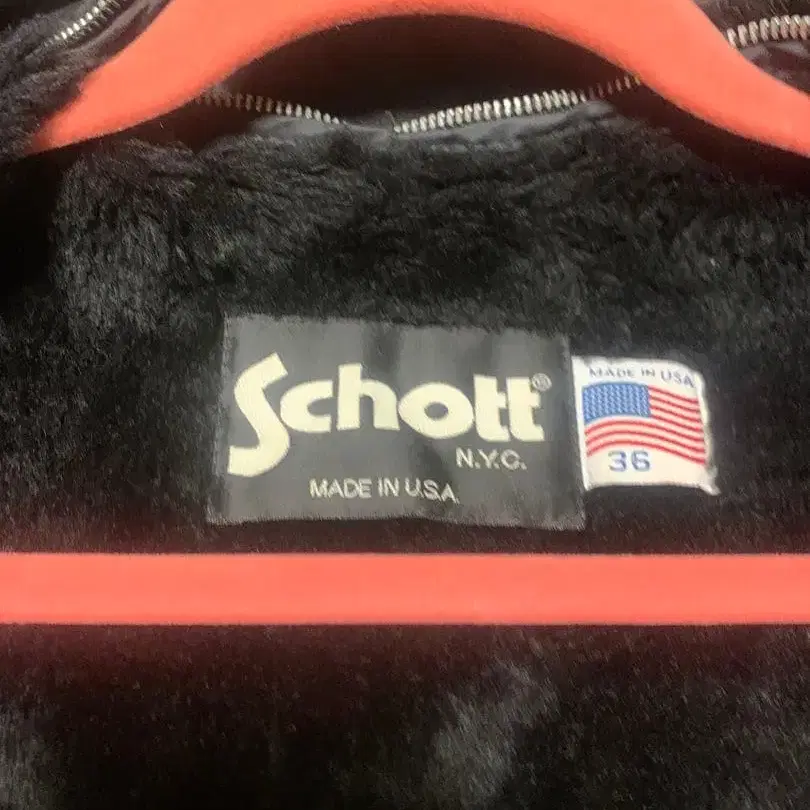 Schott®
N.Y.C.
MADE IN U.S.A.
MADE IN USA
36